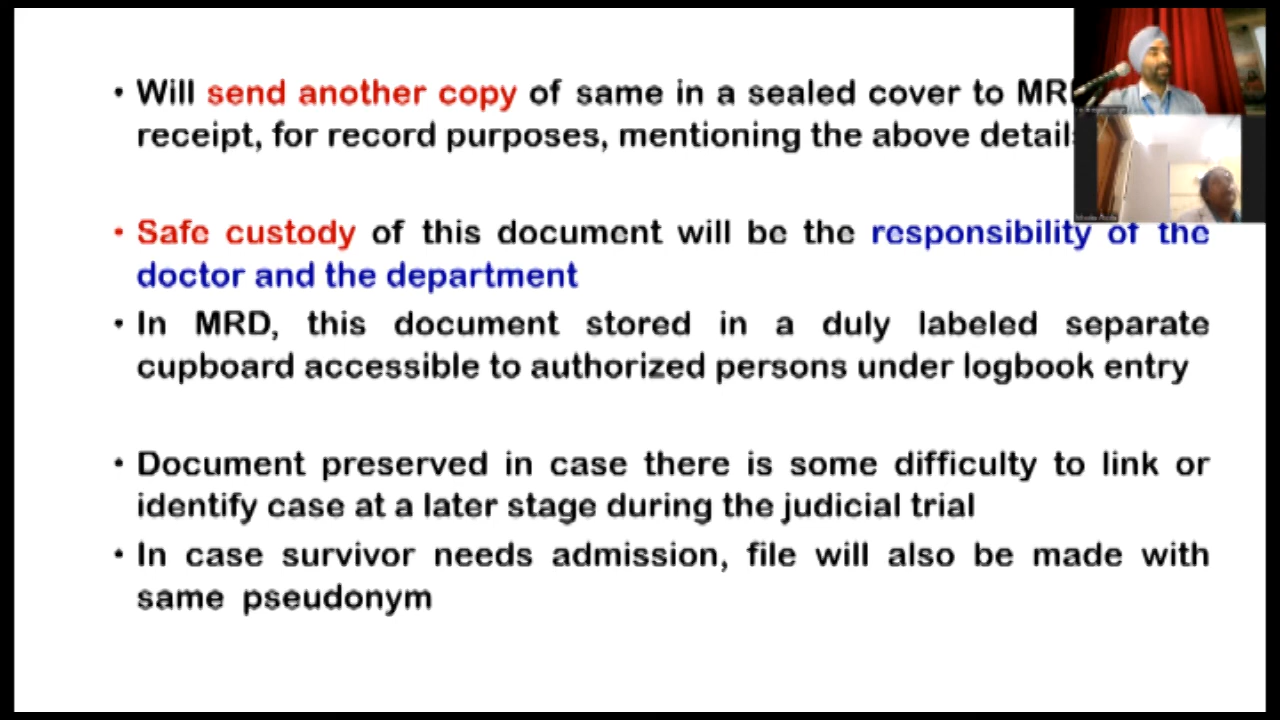 • Will send another copy of same in a sealed cover to
receipt, for record purposes, mentioning the above
• Safe custody of this document will be the responsibility of the
doctor and the department
• In MRD, this document stored in a duly labeled separate
cupboard accessible to authorized persons under logbook entry
• Document preserved in case there is some difficulty to link or
identify case at a later stage during the judicial trial
• In case survivor needs admission, file will also be made with
same pseudonym